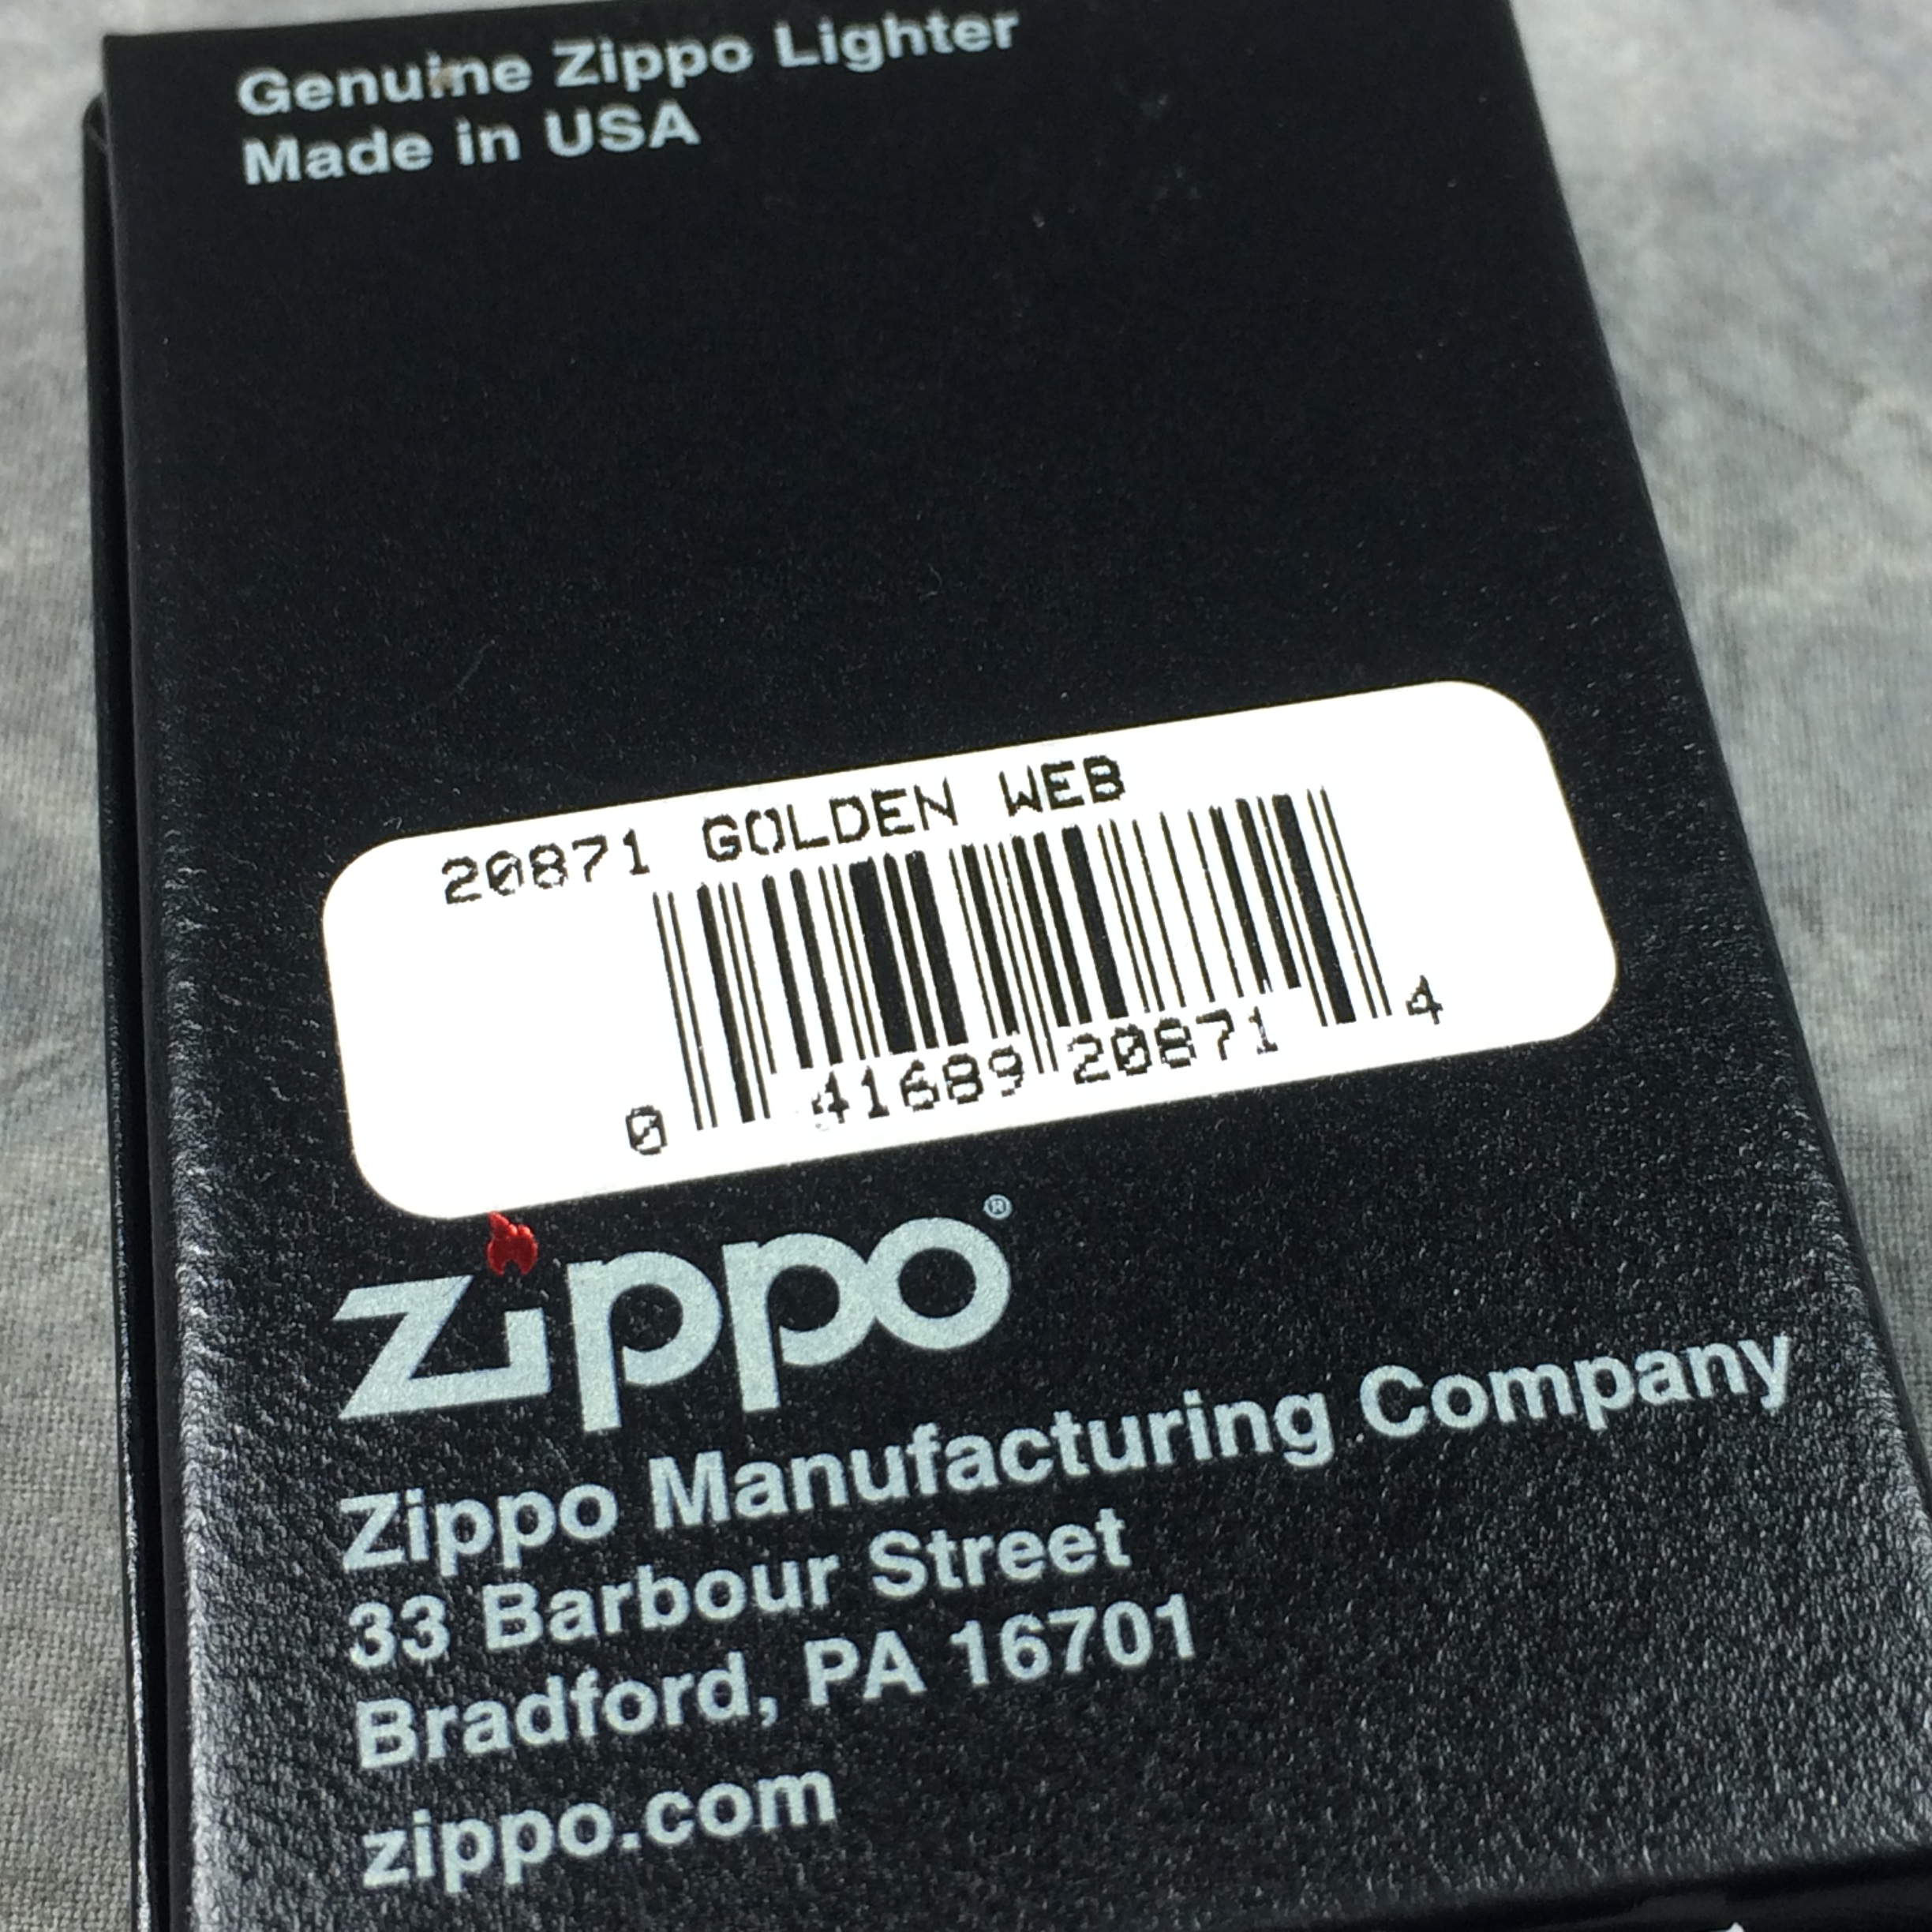 Genuine Zippo Lighter
Made in USA
20871 GOLDEN WEB
0 41689 20871 4
Zippo®
Zippo Manufacturing Company
33 Barbour Street
Bradford, PA 16701
zippo.com